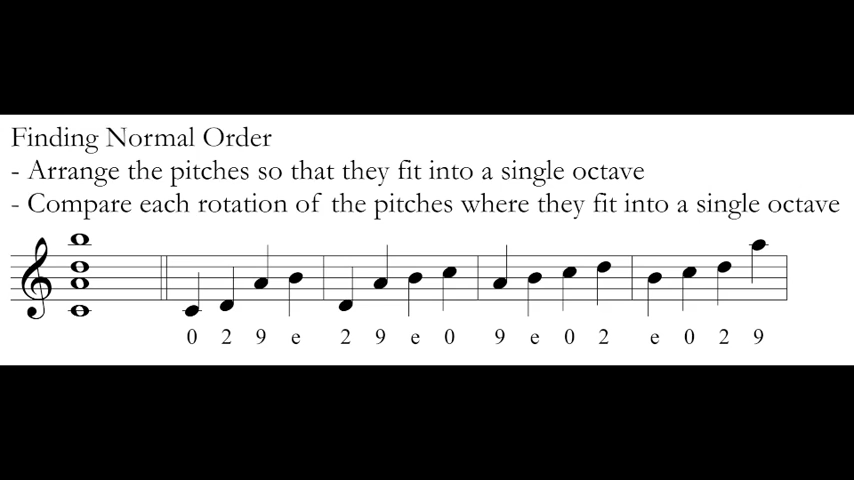 Finding Normal Order
- Arrange the pitches so that they fit into a single octave
- Compare each rotation of the pitches where they fit into a single octave
0 2 9 e 2 9 e 0 9 e 0 2 e 0 2 9